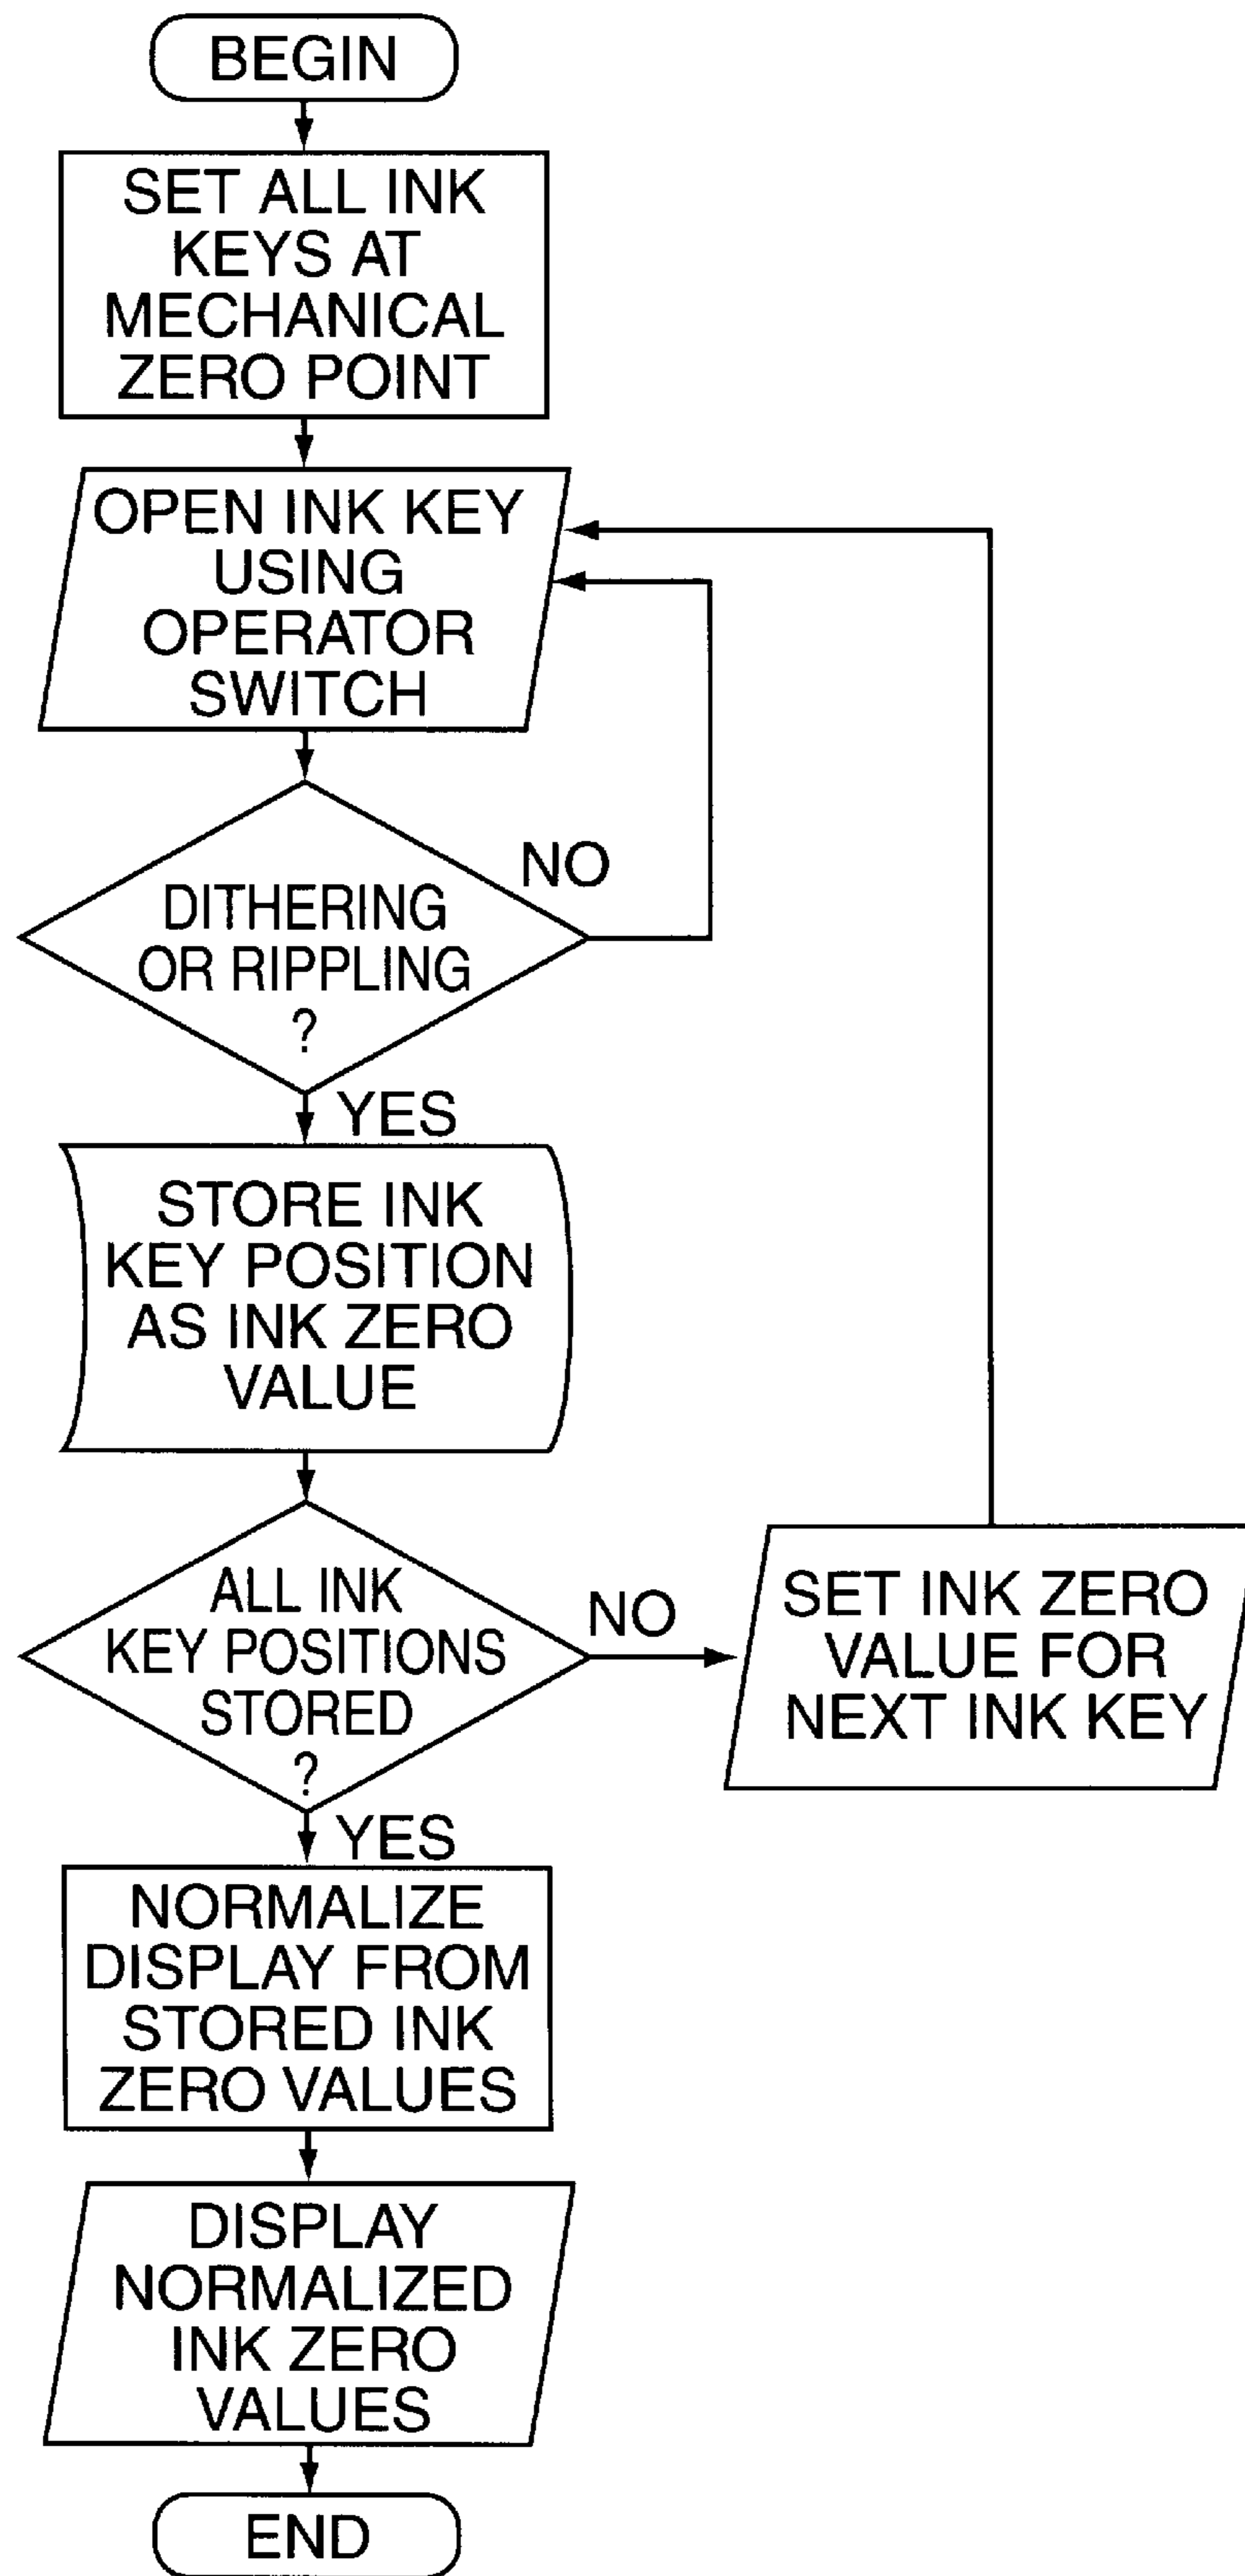 BEGIN
SET ALL INK
KEYS AT
MECHANICAL
ZERO POINT
OPEN INK KEY
USING
OPERATOR
SWITCH
DITHERING
OR RIPPLING
?
NO
YES
STORE INK
KEY POSITION
AS INK ZERO
VALUE
ALL INK
KEY POSITIONS
STORED
?
NO
SET INK ZERO
VALUE FOR
NEXT INK KEY
YES
NORMALIZE
DISPLAY FROM
STORED INK
ZERO VALUES
DISPLAY
NORMALIZED
INK ZERO
VALUES
END